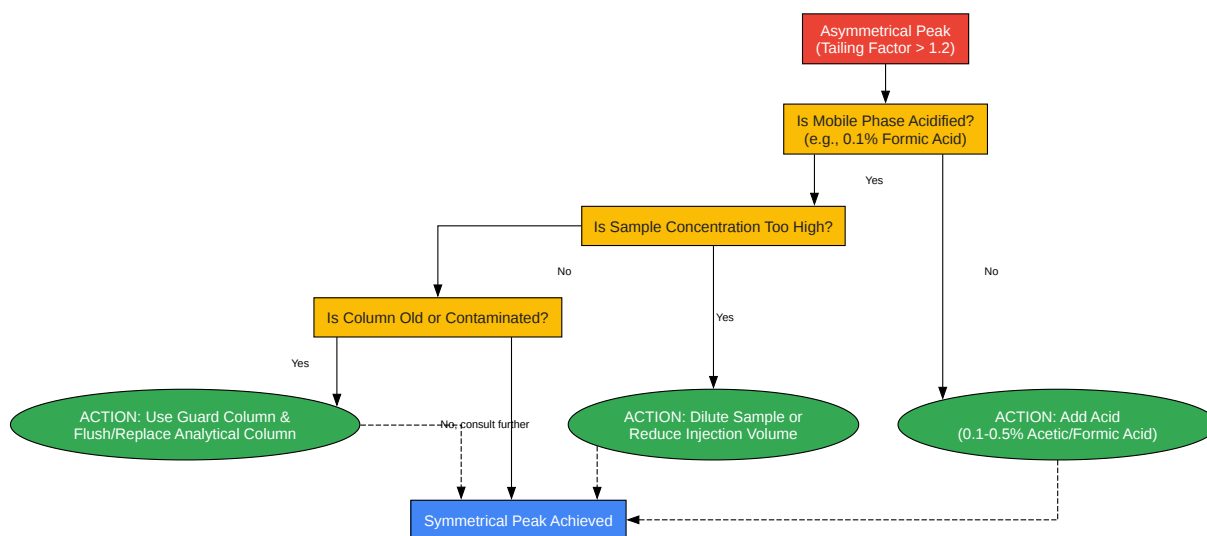 Asymmetrical Peak
(Tailing Factor > 1.2)
Is Mobile Phase Acidified?
(e.g., 0.1% Formic Acid)
Yes
Is Sample Concentration Too High?
No
No
Is Column Old or Contaminated?
Yes
Yes
ACTION: Use Guard Column &
Flush/Replace Analytical Column
No, consult further
ACTION: Dilute Sample or
Reduce Injection Volume
ACTION: Add Acid
(0.1-0.5% Acetic/Formic Acid)
Symmetrical Peak Achieved